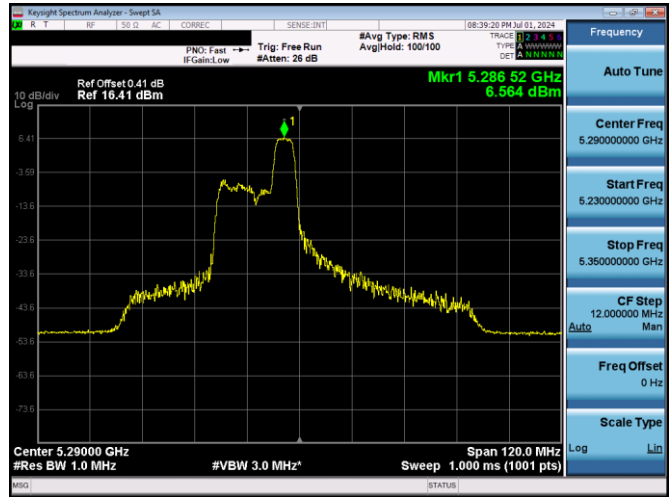 Keysight Spectrum Analyzer - Swept SA
R T RF 50 Ω AC CORREC SENSE:INT 08:39:20 PM Jul 01, 2024
PNO: Fast
IFGain:Low
Trig: Free Run
#Atten: 26 dB
#Avg Type: RMS
Avg|Hold: 100/100
TRACE 1 2 3 4 5 6
TYPE A WWWWW
DET A N N N N N
Mkr1 5.286 52 GHz
6.564 dBm
Ref Offset 0.41 dB
10 dB/div Ref 16.41 dBm
Log
1
6.41
-3.59
-13.6
-23.6
-33.6
-43.6
-53.6
-63.6
-73.6
Center 5.29000 GHz Span 120.0 MHz
#Res BW 1.0 MHz #VBW 3.0 MHz* Sweep 1.000 ms (1001 pts)
MSG STATUS
Frequency
Auto Tune
Center Freq
5.290000000 GHz
Start Freq
5.230000000 GHz
Stop Freq
5.350000000 GHz
CF Step
12.000000 MHz
Auto Man
Freq Offset
0 Hz
Scale Type
Log Lin